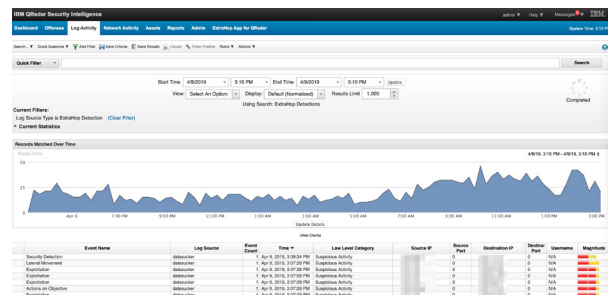 IBM QRadar Security Intelligence
admin ▼ Help ▼ Messages IBM
Dashboard Offenses Log Activity Network Activity Assets Reports Admin ExtraHop App for QRadar System Time: 3:12 P
Search... ▼ Quick Searches ▼ Add Filter Save Criteria Save Results Cancel False Positive Rules ▼ Actions ▼
Quick Filter Search
Start Time 4/8/2019 3:10 PM End Time 4/9/2019 3:10 PM Update
View: Select An Option: Display: Default (Normalized) Results Limit 1,000
Completed
Using Search: ExtraHop Detections
Current Filters:
Log Source Type is ExtraHop Detection (Clear Filter)
Current Statistics
Records Matched Over Time
Reset Zoom 4/8/19, 3:10 PM - 4/9/19, 3:10 PM
50
25
0
Apr 8 7:00 PM 9:00 PM 11:00 PM 1:00 AM 3:00 AM 5:00 AM 7:00 AM 9:00 AM 11:00 AM 1:00 PM 3:00 PM
Update Details
(Hide Charts)
Event Name Log Source Event Count Time ▼ Low Level Category Source IP Source Port Destination IP Username Magnitude
Security Detection datasucker 1 Apr 9, 2019, 3:09:34 PM Suspicious Activity 0 0 N/A
Lateral Movement datasucker 1 Apr 9, 2019, 3:07:28 PM Suspicious Activity 0 0 N/A
Exploitation datasucker 1 Apr 9, 2019, 3:07:28 PM Suspicious Activity 0 0 N/A
Exploitation datasucker 1 Apr 9, 2019, 3:07:28 PM Suspicious Activity 0 0 N/A
Exploitation datasucker 1 Apr 9, 2019, 3:07:28 PM Suspicious Activity 0 0 N/A
Actions on Objective datasucker 1 Apr 9, 2019, 3:07:28 PM Suspicious Activity 0 0 N/A
Exploitation datasucker 1 Apr 9, 2019, 3:07:28 PM Suspicious Activity 0 0 N/A